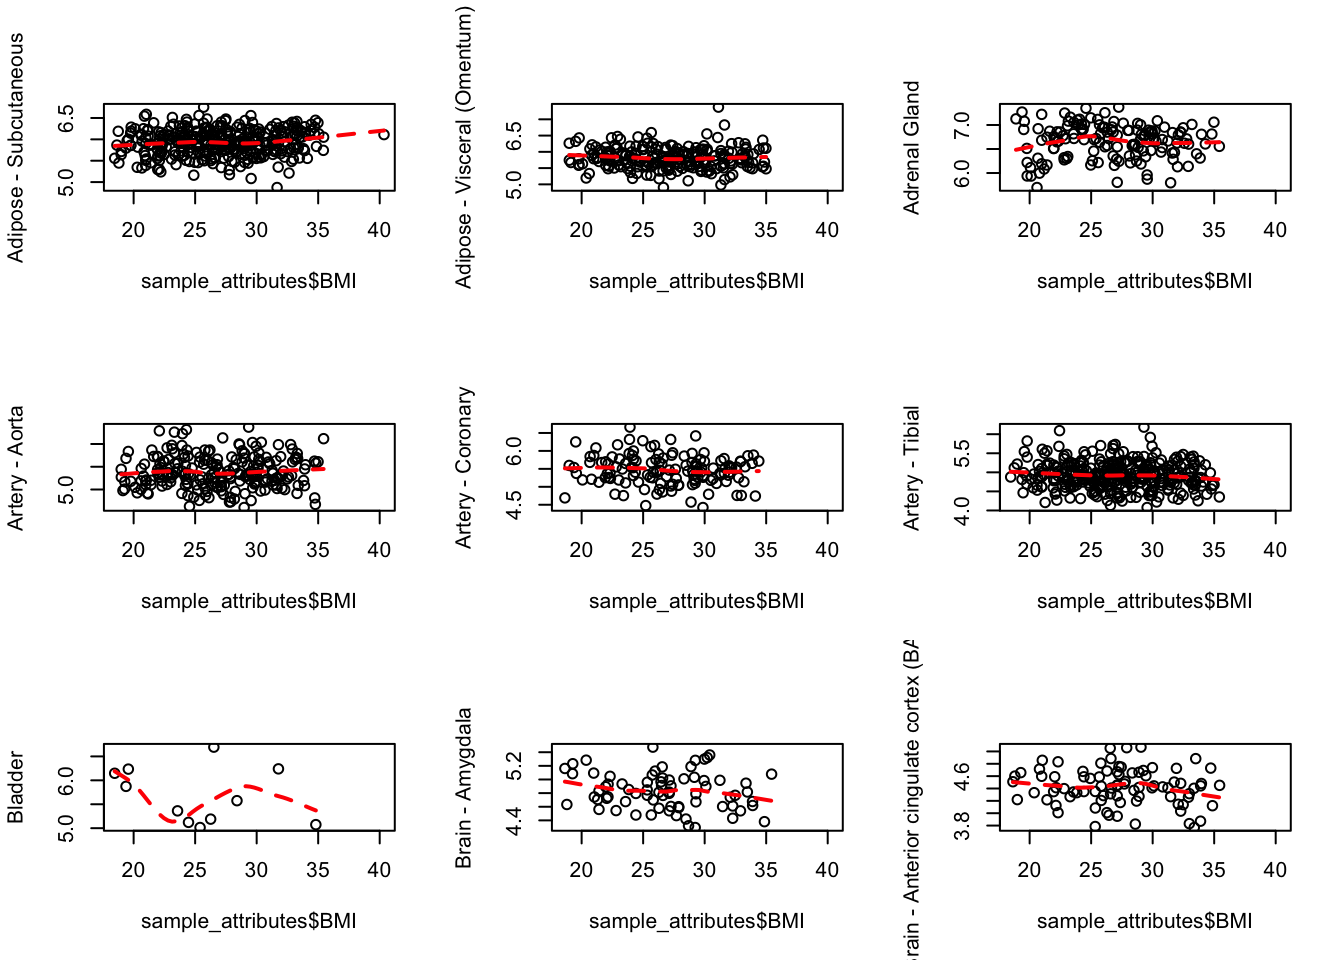 Adipose - Subcutaneous
5.0 6.5
20 25 30 35 40
sample_attributes$BMI
Adipose - Visceral (Omentum)
5.0 6.5
20 25 30 35 40
sample_attributes$BMI
Adrenal Gland
6.0 7.0
20 25 30 35 40
sample_attributes$BMI
Artery - Aorta
5.0
20 25 30 35 40
sample_attributes$BMI
Artery - Coronary
4.5 6.0
20 25 30 35 40
sample_attributes$BMI
Artery - Tibial
4.0 5.5
20 25 30 35 40
sample_attributes$BMI
Bladder
5.0 6.0
20 25 30 35 40
sample_attributes$BMI
Brain - Amygdala
4.4 5.2
20 25 30 35 40
sample_attributes$BMI
rain - Anterior cingulate cortex (BA
3.8 4.6
20 25 30 35 40
sample_attributes$BMI